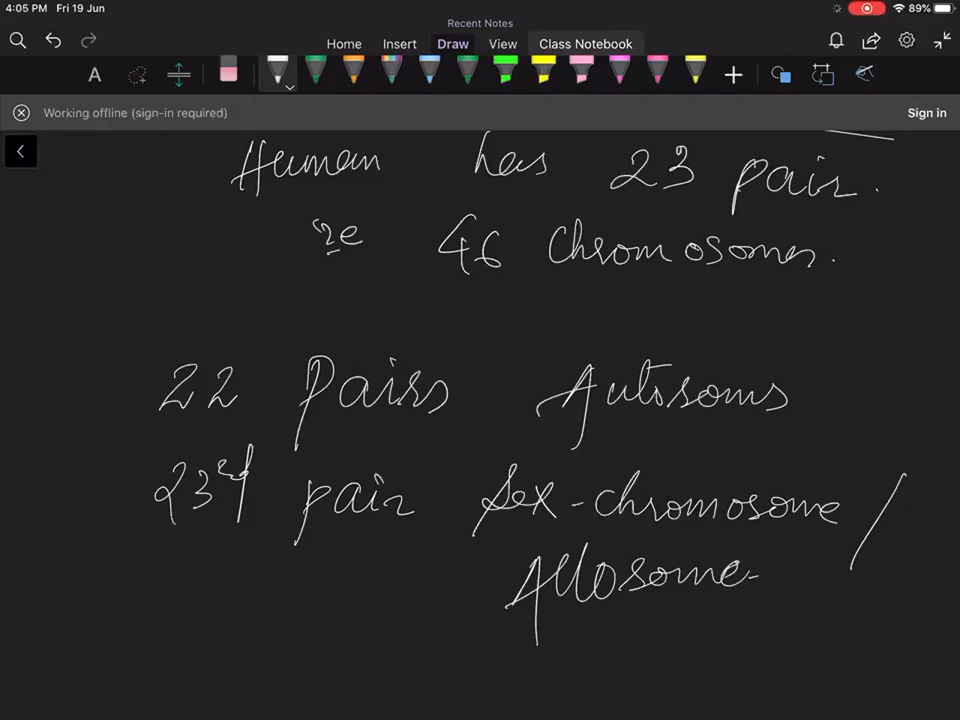 4:05 PM Fri 19 Jun 89%
Recent Notes
Home Insert Draw View Class Notebook
A
Working offline (sign-in required) Sign in
Human has 23 pair.
ie 46 Chromosomes.
22 Pairs Autosoms
23rd pair Sex-chromosome /
Allosome